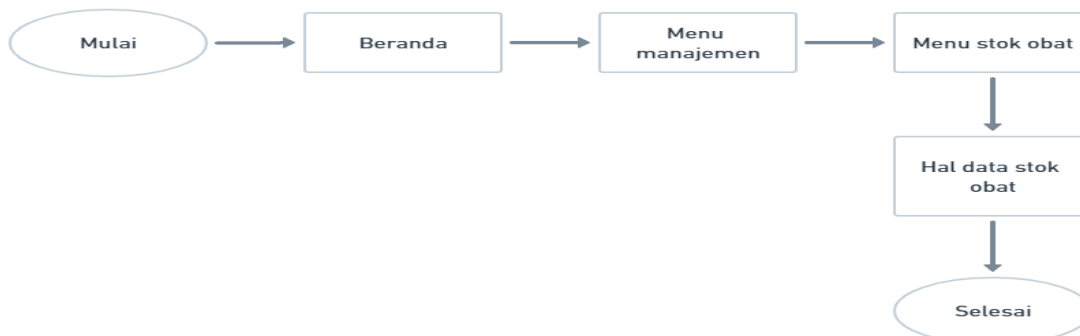 Mulai
Beranda
Menu
manajemen
Menu stok obat
Hal data stok
obat
Selesai